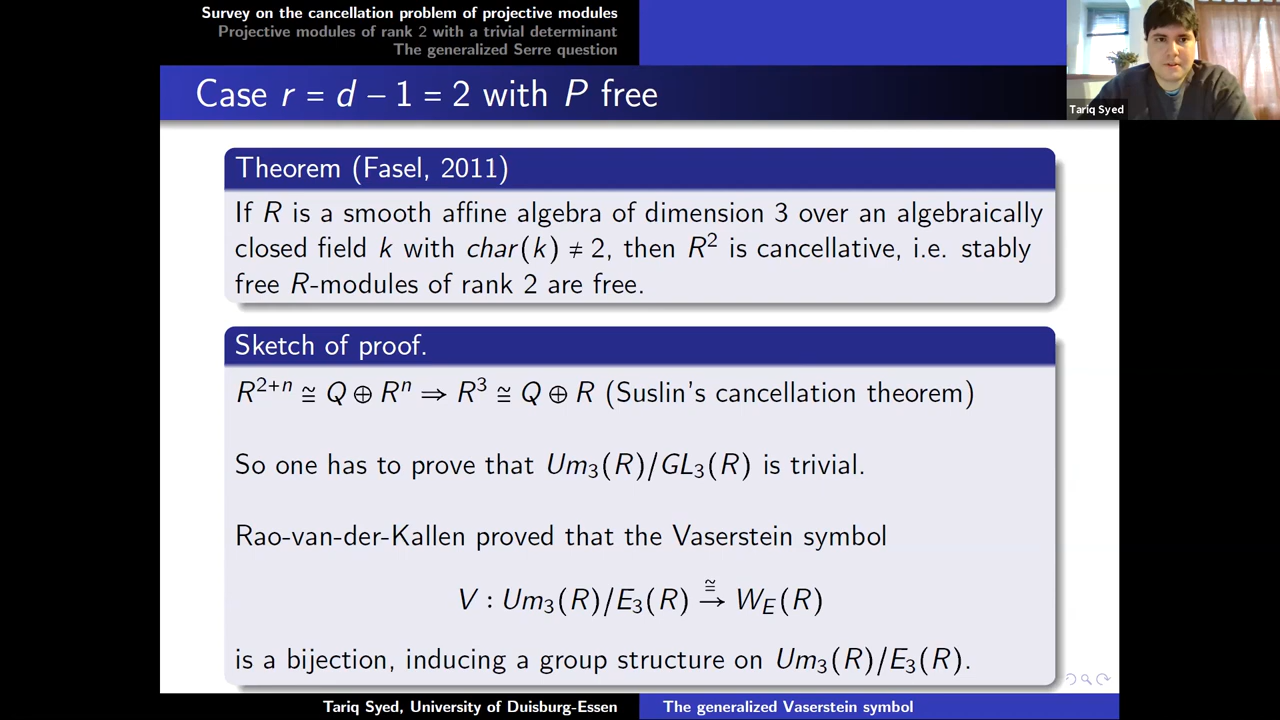 Survey on the cancellation problem of projective modules
Projective modules of rank 2 with a trivial determinant
The generalized Serre question
Case r = d − 1 = 2 with P free
Tariq Syed
Theorem (Fasel, 2011)
If R is a smooth affine algebra of dimension 3 over an algebraically
closed field k with char(k) ≠ 2, then R² is cancellative, i.e. stably
free R-modules of rank 2 are free.
Sketch of proof.
R²⁺ⁿ ≅ Q ⊕ Rⁿ ⇒ R³ ≅ Q ⊕ R (Suslin's cancellation theorem)
So one has to prove that Um₃(R)/GL₃(R) is trivial.
Rao-van-der-Kallen proved that the Vaserstein symbol
V : Um₃(R)/E₃(R) ≅→ W_E(R)
is a bijection, inducing a group structure on Um₃(R)/E₃(R).
Tariq Syed, University of Duisburg-Essen
The generalized Vaserstein symbol